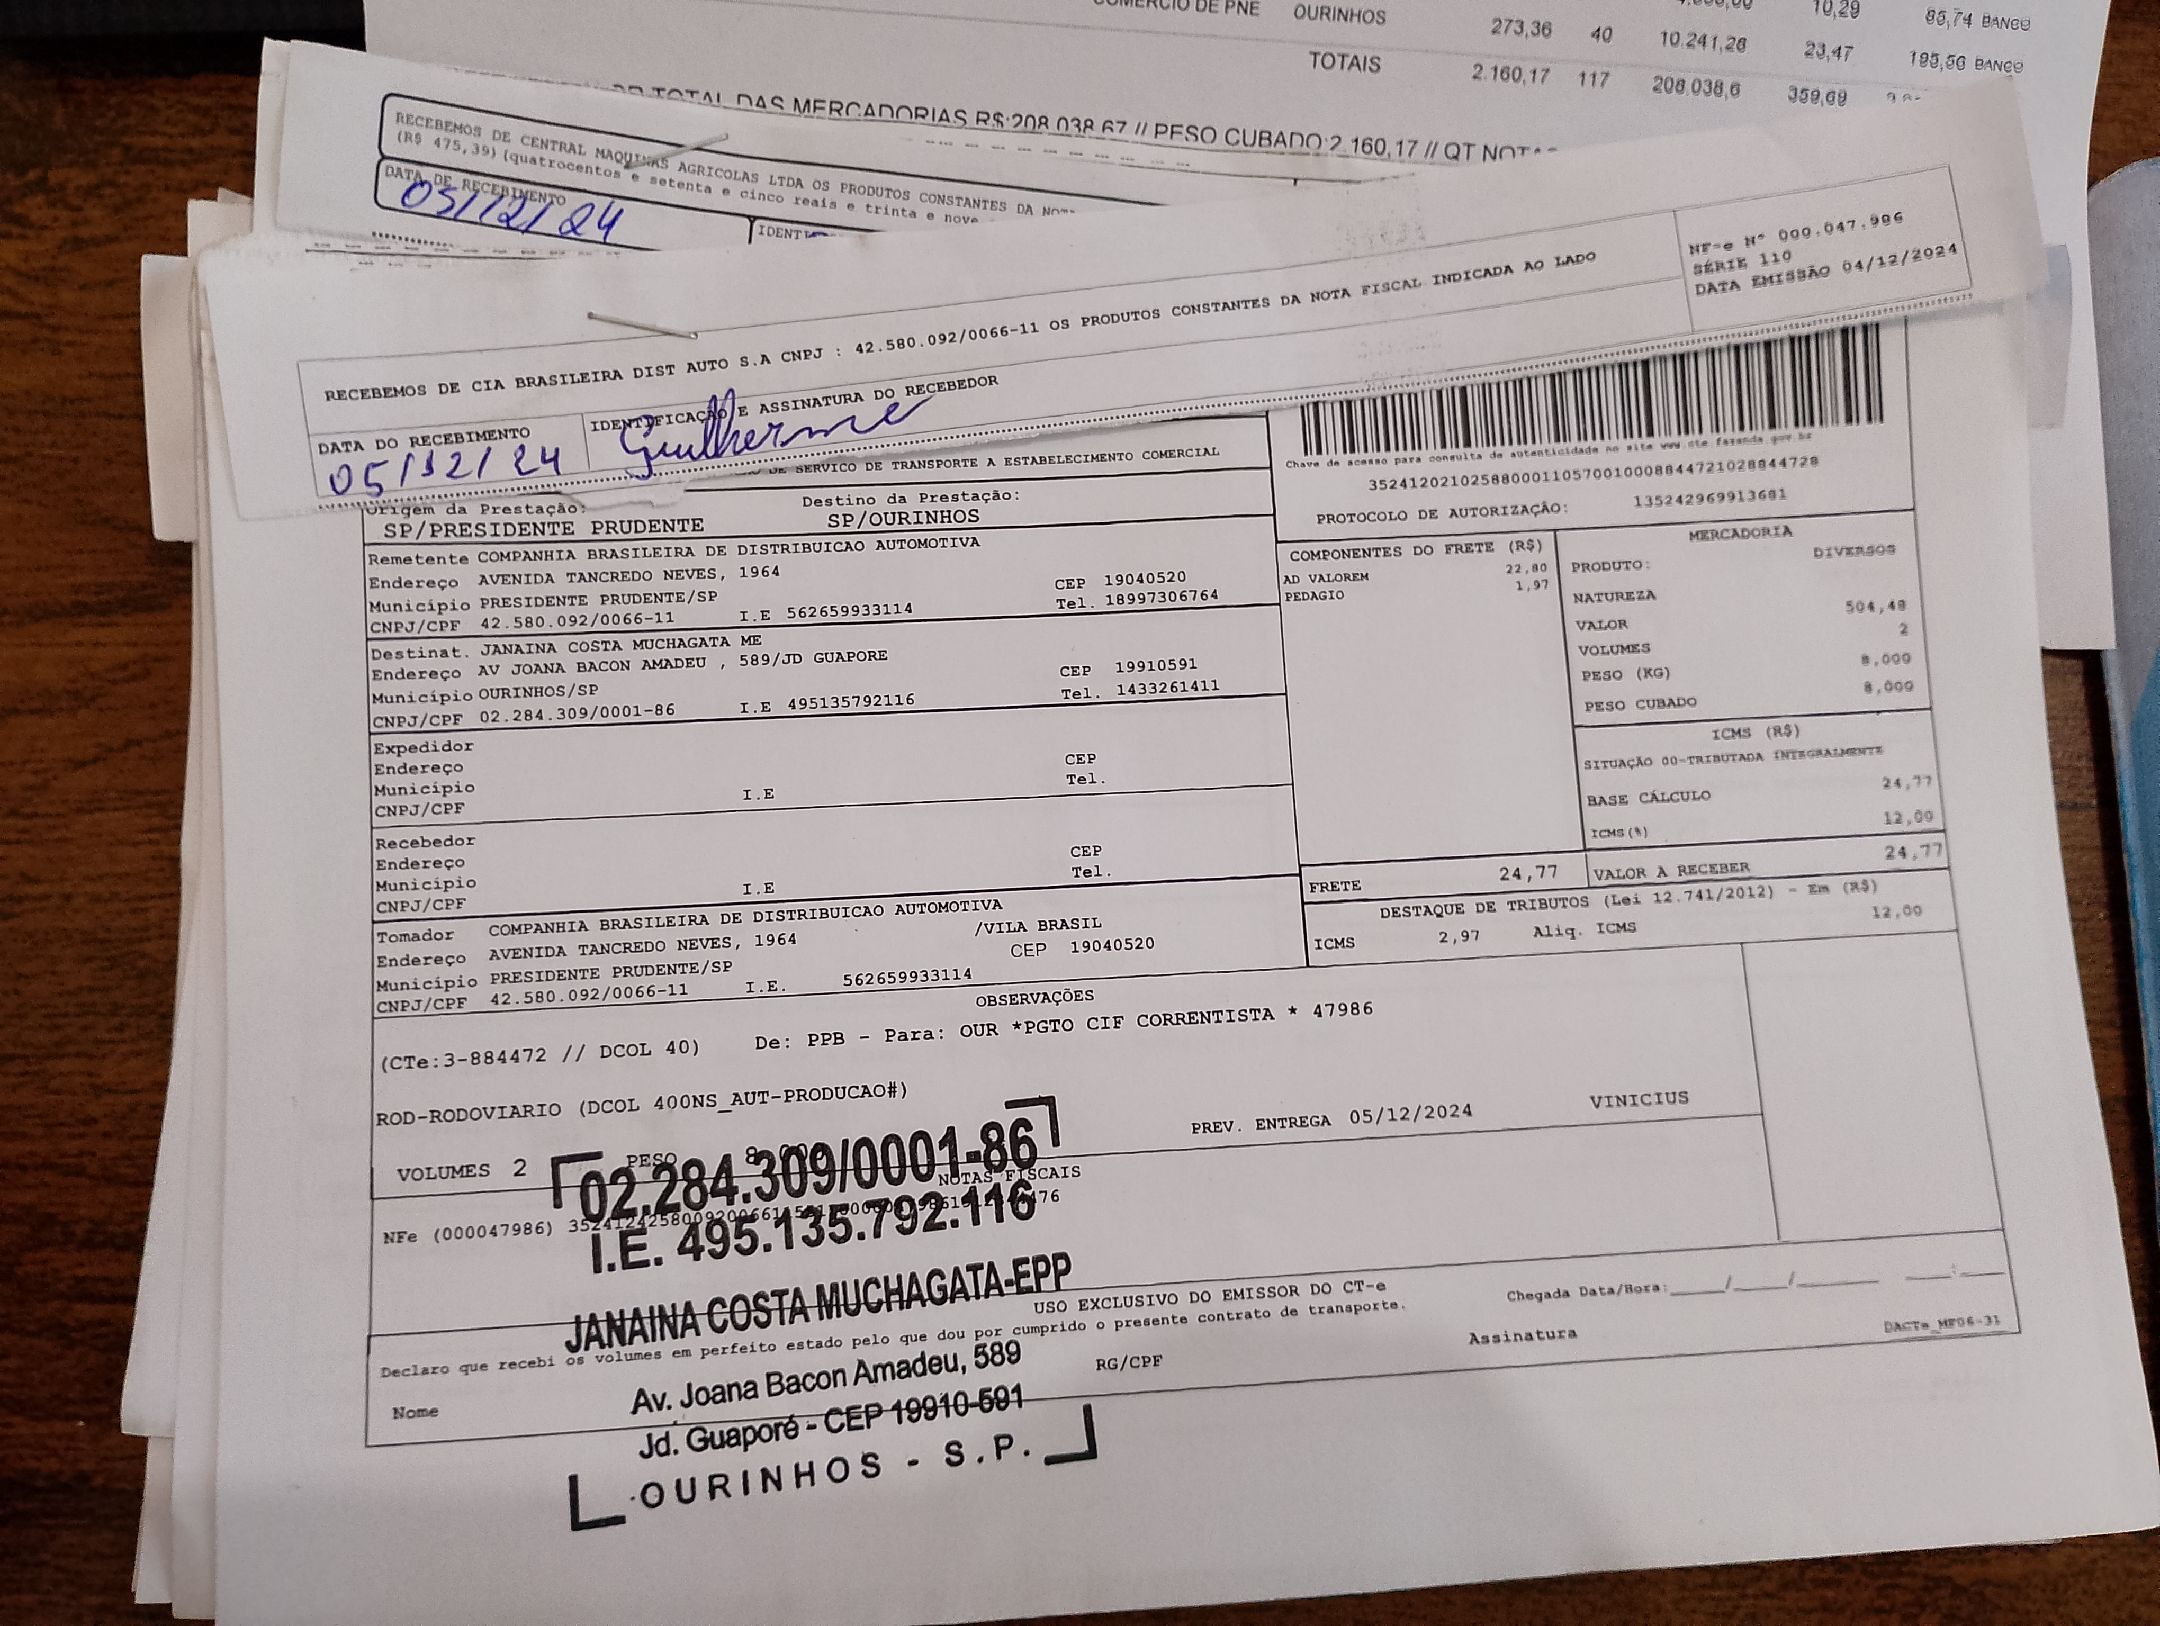 COMERCIO DE PNE OURINHOS 273,36 40 10.241,26 23,47 195,56 BANCO
10,29 85,74 BANCO
TOTAIS 2.160,17 117 208.038,6 359,69
TOTAL DAS MERCADORIAS R$:208.038,67 // PESO CUBADO:2.160,17 // QT
RECEBEMOS DE CENTRAL MAQUINAS AGRICOLAS LTDA OS PRODUTOS CONSTANTES DA
(R$ 475,39) (quatrocentos e setenta e cinco reais e trinta e nove
DATA DE RECEBIMENTO
05/12/24
RECEBEMOS DE CIA BRASILEIRA DIST AUTO S.A CNPJ : 42.580.092/0066-11 OS PRODUTOS CONSTANTES DA NOTA FISCAL INDICADA AO LADO
NF-e Nº 000.047.986
SÉRIE 110
DATA EMISSÃO 04/12/2024
DATA DO RECEBIMENTO
05/12/24
IDENTIFICAÇÃO E ASSINATURA DO RECEBEDOR
Guilherme
DE SERVICO DE TRANSPORTE A ESTABELECIMENTO COMERCIAL
Chave de acesso para consulta de autenticidade no site www.cte.fazenda.gov.br
35241202102588000110570010008844721028844728
PROTOCOLO DE AUTORIZAÇÃO: 135242969913681
Origem da Prestação:
SP/PRESIDENTE PRUDENTE
Destino da Prestação:
SP/OURINHOS
Remetente COMPANHIA BRASILEIRA DE DISTRIBUICAO AUTOMOTIVA
Endereço AVENIDA TANCREDO NEVES, 1964 CEP 19040520
Município PRESIDENTE PRUDENTE/SP Tel. 18997306764
CNPJ/CPF 42.580.092/0066-11 I.E 562659933114
Destinat. JANAINA COSTA MUCHAGATA ME
Endereço AV JOANA BACON AMADEU , 589/JD GUAPORE CEP 19910591
Município OURINHOS/SP Tel. 1433261411
CNPJ/CPF 02.284.309/0001-86 I.E 495135792116
Expedidor
Endereço CEP
Município Tel.
CNPJ/CPF I.E
Recebedor
Endereço CEP
Município Tel.
CNPJ/CPF I.E
Tomador COMPANHIA BRASILEIRA DE DISTRIBUICAO AUTOMOTIVA
Endereço AVENIDA TANCREDO NEVES, 1964 /VILA BRASIL
Município PRESIDENTE PRUDENTE/SP CEP 19040520
CNPJ/CPF 42.580.092/0066-11 I.E. 562659933114
COMPONENTES DO FRETE (R$)
AD VALOREM 22,80
PEDAGIO 1,97
MERCADORIA
PRODUTO: DIVERSOS
NATUREZA
VALOR 504,48
VOLUMES 2
PESO (KG) 8,000
PESO CUBADO 8,000
ICMS (R$)
SITUAÇÃO 00-TRIBUTADA INTEGRALMENTE
BASE CÁLCULO 24,77
ICMS(%) 12,00
FRETE 24,77 VALOR A RECEBER 24,77
DESTAQUE DE TRIBUTOS (Lei 12.741/2012) - Em (R$)
ICMS 2,97 Aliq. ICMS 12,00
OBSERVAÇÕES
(CTe:3-884472 // DCOL 40) De: PPB - Para: OUR *PGTO CIF CORRENTISTA * 47986
ROD-RODOVIARIO (DCOL 400NS_AUT-PRODUCAO#)
PREV. ENTREGA 05/12/2024 VINICIUS
VOLUMES 2 PESO
NOTAS FISCAIS
NFe (000047986)
02.284.309/0001-86
I.E. 495.135.792.116
JANAINA COSTA MUCHAGATA-EPP
Av. Joana Bacon Amadeu, 589
Jd. Guaporé - CEP 19910-591
OURINHOS - S.P.
USO EXCLUSIVO DO EMISSOR DO CT-e
Declaro que recebi os volumes em perfeito estado pelo que dou por cumprido o presente contrato de transporte.
Chegada Data/Hora:____/____/____ __:__
Nome RG/CPF Assinatura
DACTe_MF06-31